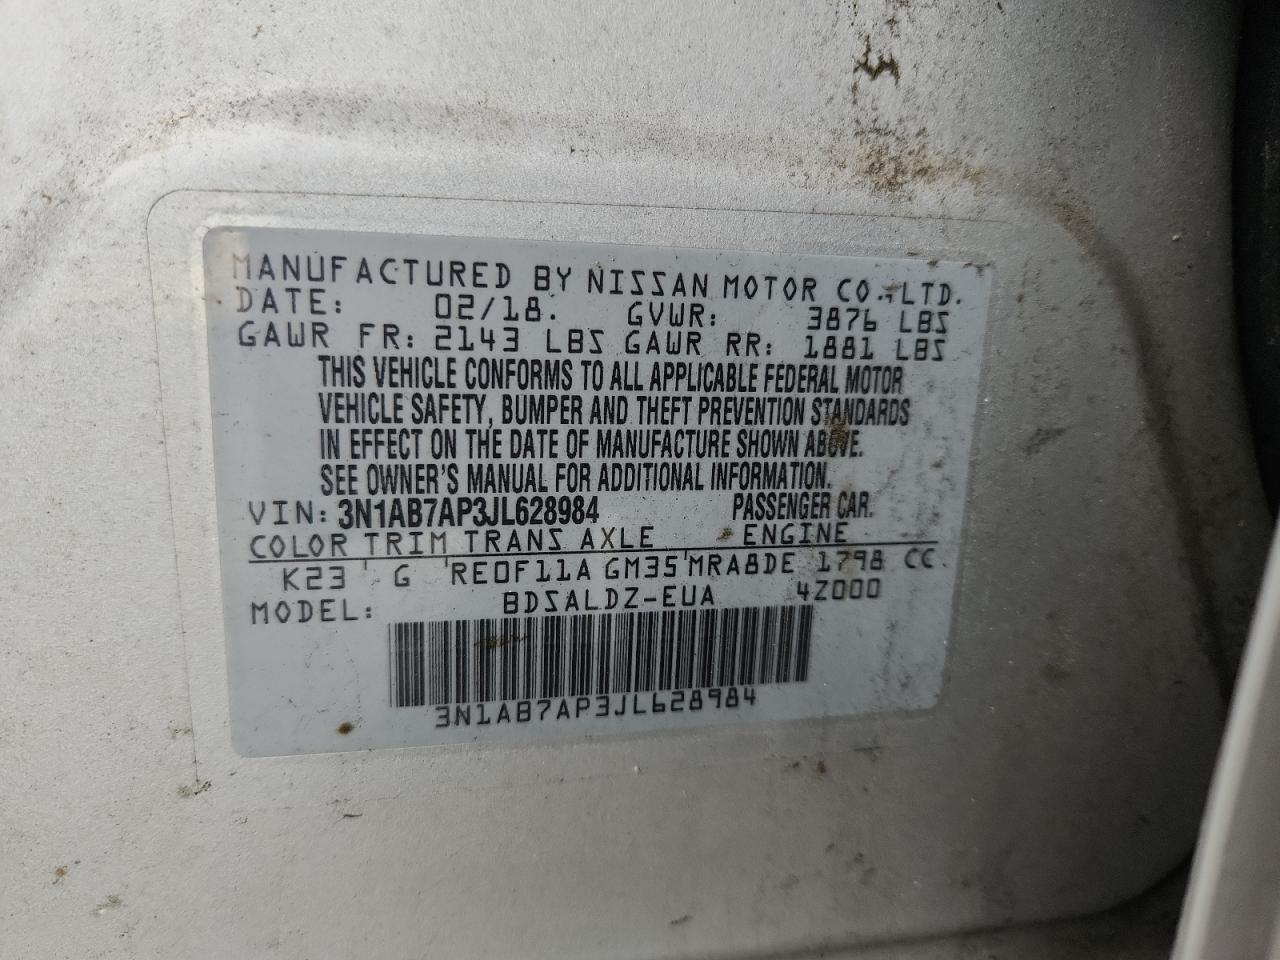 MANUFACTURED BY NISSAN MOTOR CO.,LTD.
DATE: 02/18. GVWR: 3876 LBS
GAWR FR: 2143 LBS GAWR RR: 1881 LBS
THIS VEHICLE CONFORMS TO ALL APPLICABLE FEDERAL MOTOR
VEHICLE SAFETY, BUMPER AND THEFT PREVENTION STANDARDS
IN EFFECT ON THE DATE OF MANUFACTURE SHOWN ABOVE.
SEE OWNER'S MANUAL FOR ADDITIONAL INFORMATION.
VIN: 3N1AB7AP3JL628984 PASSENGER CAR.
COLOR TRIM TRANS AXLE ENGINE
K23 G RE0F11A GM35 MRA8DE 1798 CC.
MODEL: BDSALDZ-EUA 4Z000
3N1AB7AP3JL628984